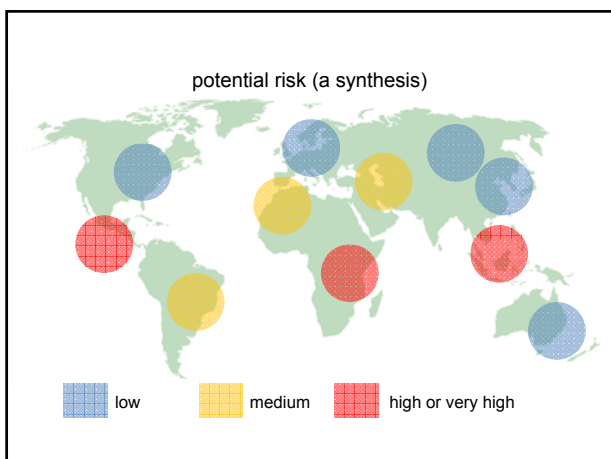 potential risk (a synthesis)
low medium high or very high